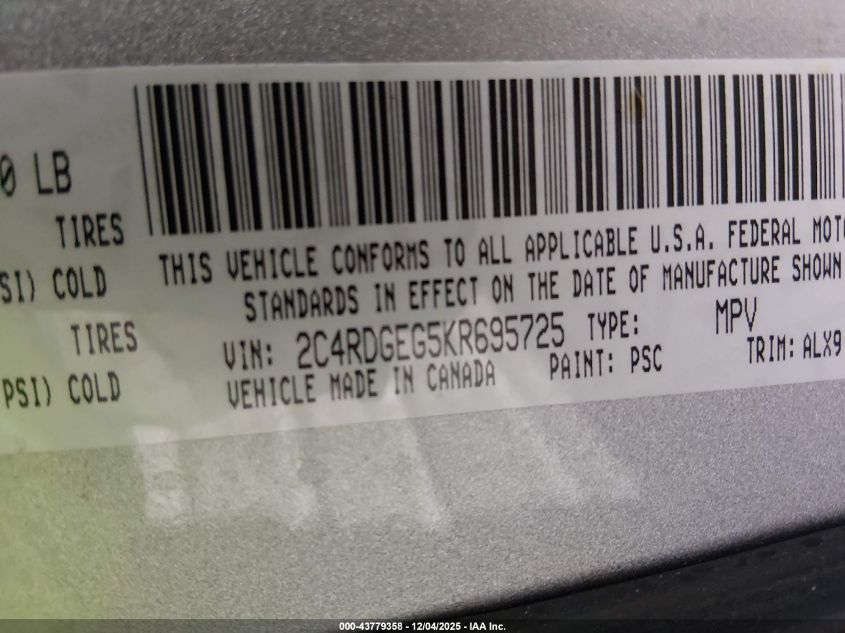 0 LB
TIRES
SI) COLD
TIRES
PSI) COLD
THIS VEHICLE CONFORMS TO ALL APPLICABLE U.S.A. FEDERAL MOTO
STANDARDS IN EFFECT ON THE DATE OF MANUFACTURE SHOWN
VIN: 2C4RDGEG5KR695725 TYPE: MPV
VEHICLE MADE IN CANADA PAINT: PSC TRIM: ALX9
000-43779358 | 12/04/2025 - IAA Inc.